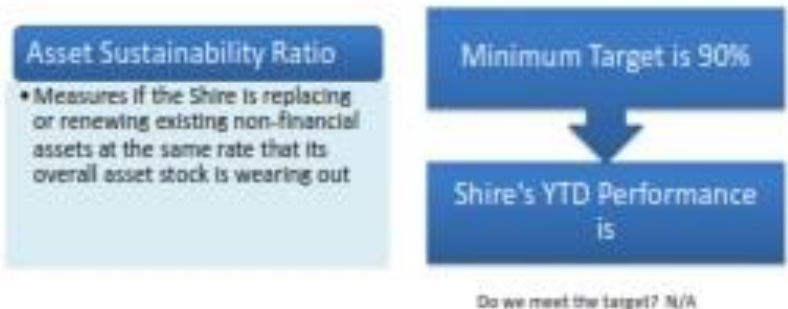 Asset Sustainability Ratio
• Measures if the Shire is replacing
or renewing existing non-financial
assets at the same rate that its
overall asset stock is wearing out
Minimum Target is 90%
Shire's YTD Performance
is
Do we meet the target? N/A